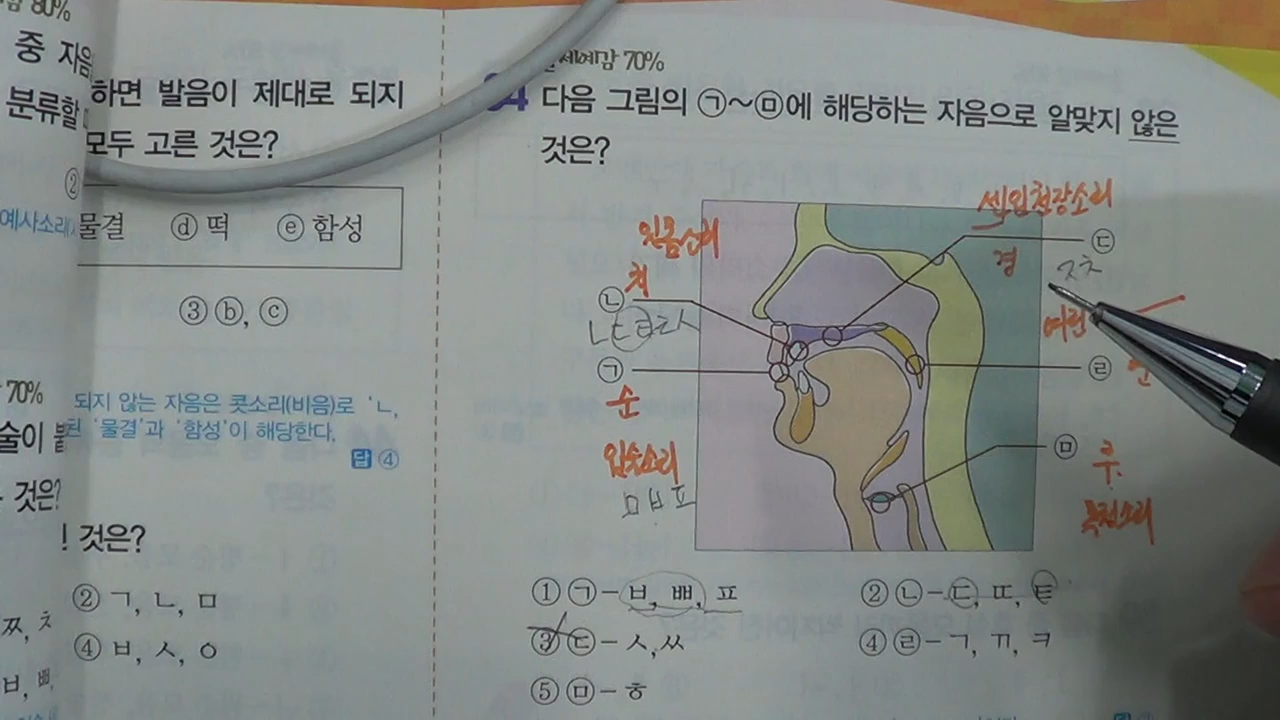 80%
중 자음
분류할
하면 발음이 제대로 되지
모두 고른 것은?
②
예사소리
물결 ⓓ 떡 ⓔ 함성
③ ⓑ, ⓒ
70%
되지 않는 자음은 콧소리(비음)로 'ㄴ,
'물결'과 '함성'이 해당한다.
답 ④
술이
것은?
! 것은?
② ㄱ, ㄴ, ㅁ
ㅉ, ㅊ
④ ㅂ, ㅅ, ㅇ
ㅂ, ㅃ,
70%
04 다음 그림의 ㉠~㉤에 해당하는 자음으로 알맞지 않은
것은?
잇몸소리
치
㉡
㉠
순
입술소리
ㅁㅂㅍ
센입천장소리
㉢
경
ㅈㅊ
여린
㉣
㉤ 후
목청소리
① ㉠-ㅂ, ㅃ, ㅍ
② ㉡-ㄷ, ㄸ, ㅌ
③ ㉢-ㅅ, ㅆ
④ ㉣-ㄱ, ㄲ, ㅋ
⑤ ㉤-ㅎ